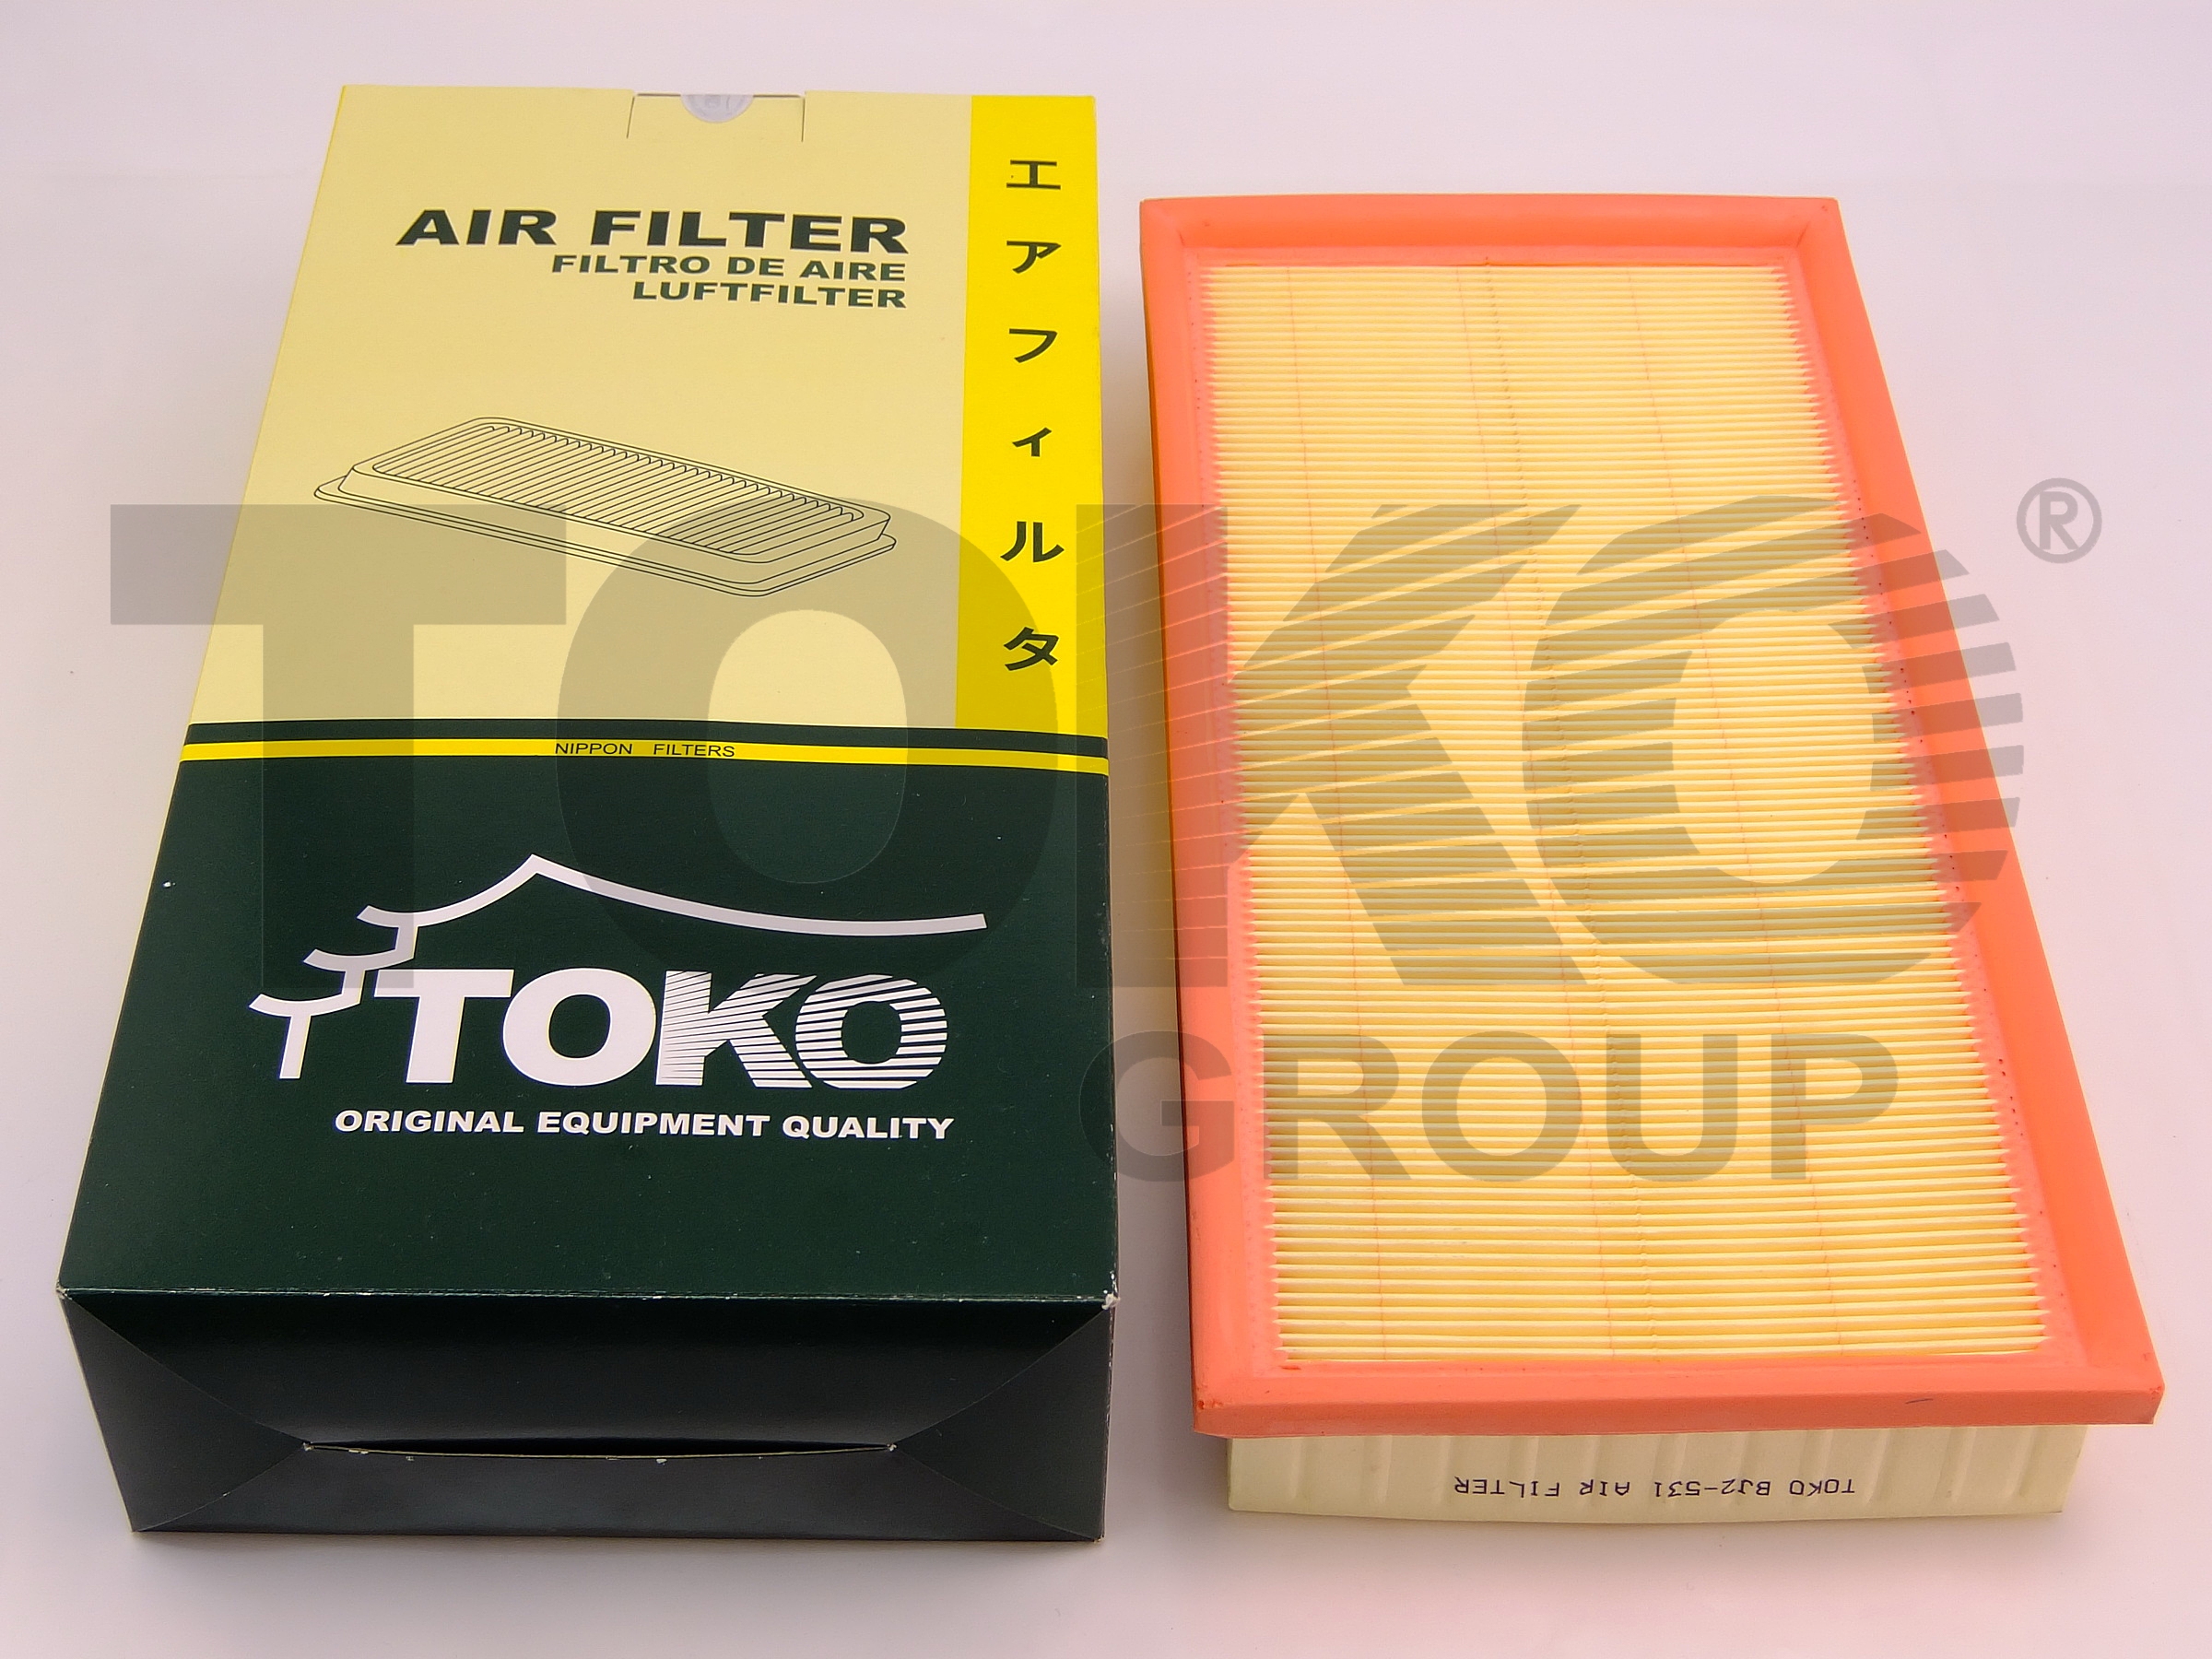 AIR FILTER
FILTRO DE AIRE
LUFTFILTER
エアフィルタ
NIPPON FILTERS
TOKO
ORIGINAL EQUIPMENT QUALITY
TOKO BJ2-531 AIR FILTER
TOKO ®
GROUP